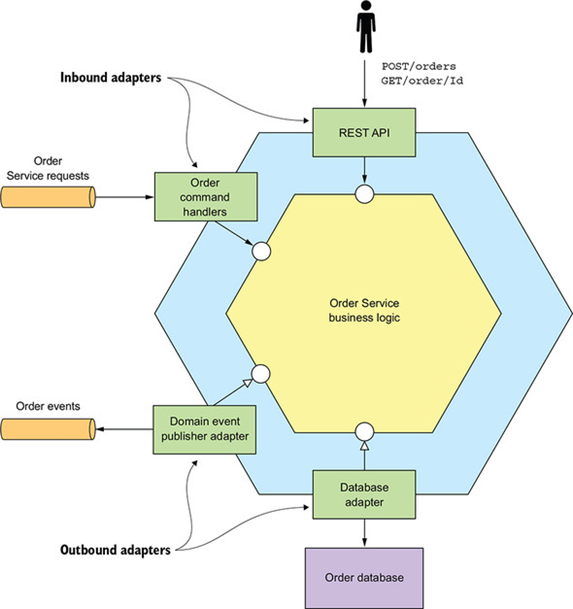 POST/orders
GET/order/Id
Inbound adapters
REST API
Order
Service requests
Order
command
handlers
Order Service
business logic
Order events
Domain event
publisher adapter
Database
adapter
Outbound adapters
Order database